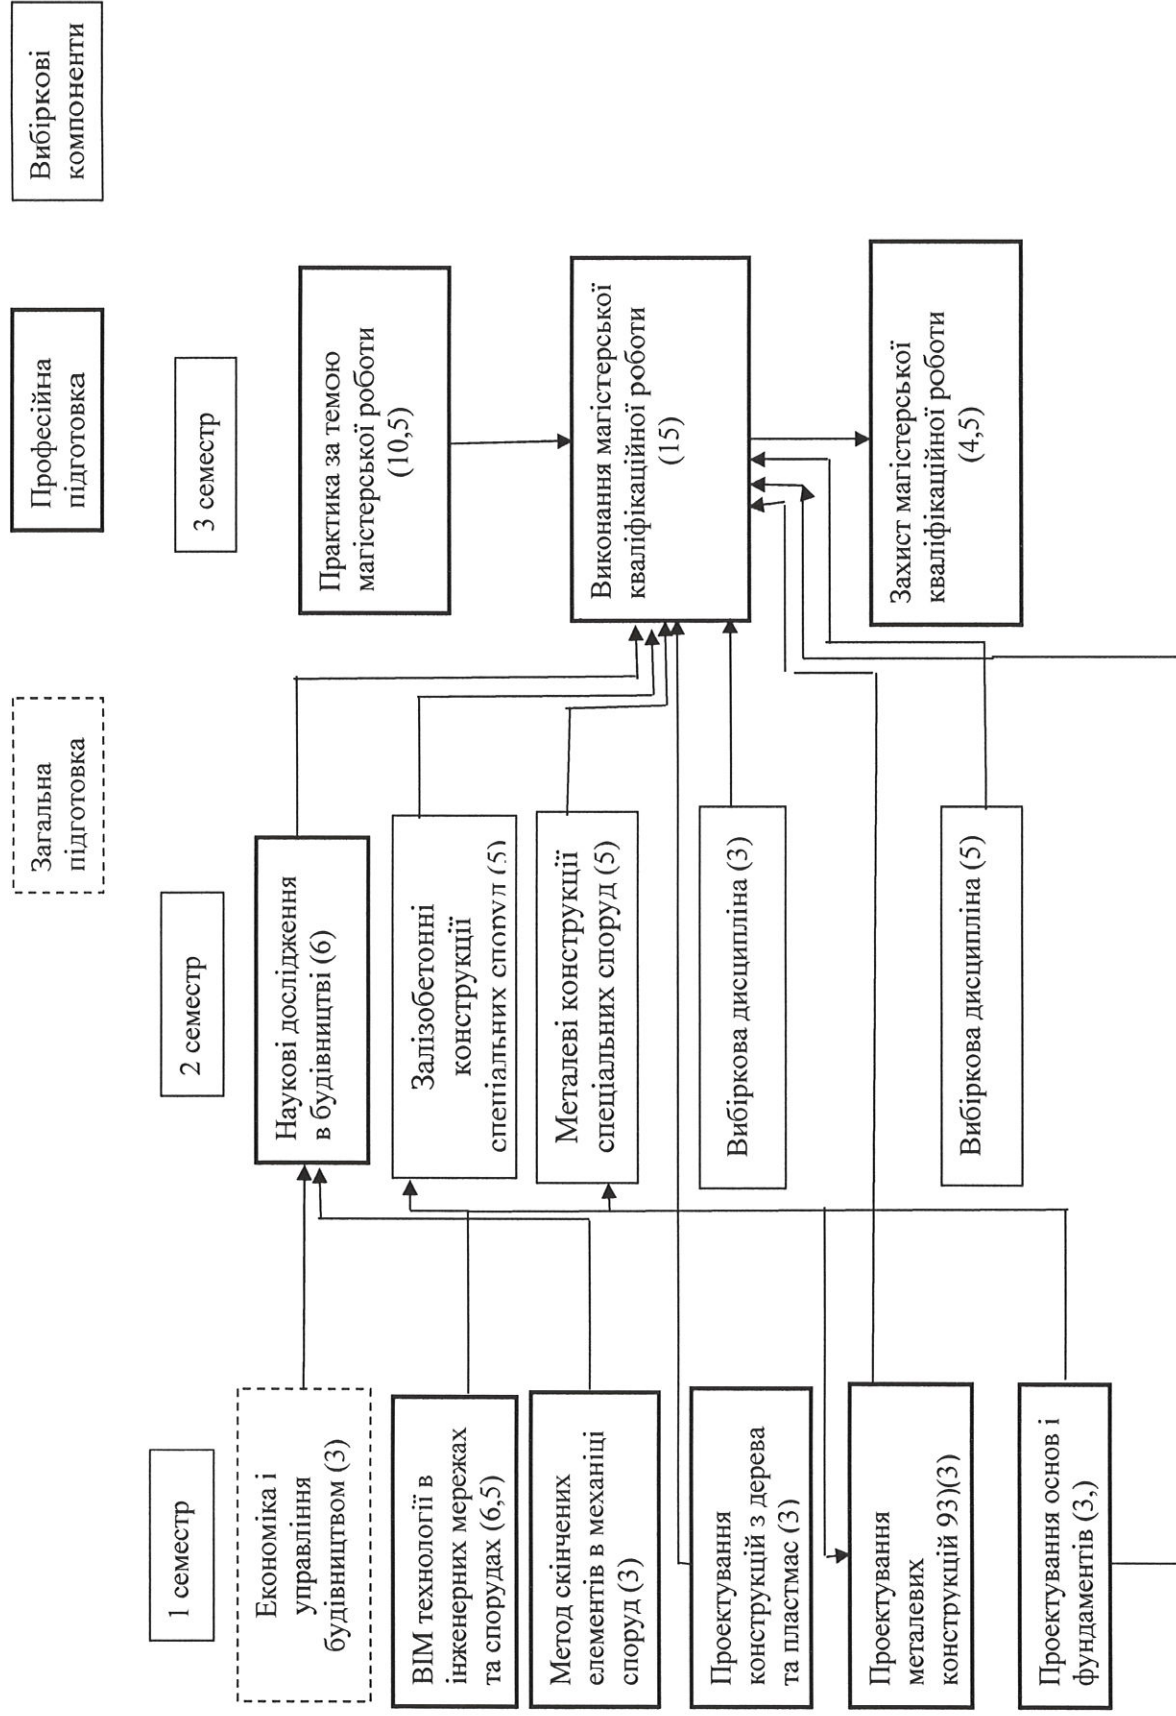 Загальна
підготовка
Професійна
підготовка
Вибіркові
компоненти
1 семестр
2 семестр
3 семестр
Економіка і
управління
будівництвом (3)
ВІМ технології в
інженерних мережах
та спорудах (6,5)
Метод скінчених
елементів в механіці
споруд (3)
Проектування
конструкцій з дерева
та пластмас (3)
Проектування
металевих
конструкцій 93)(3)
Проектування основ і
фундаментів (3,)
Наукові дослідження
в будівництві (6)
Залізобетонні
конструкції
спеціальних споруд (5)
Металеві конструкції
спеціальних споруд (5)
Вибіркова дисципліна (3)
Вибіркова дисципліна (5)
Практика за темою
магістерської роботи
(10,5)
Виконання магістерської
кваліфікаційної роботи
(15)
Захист магістерської
кваліфікаційної роботи
(4,5)